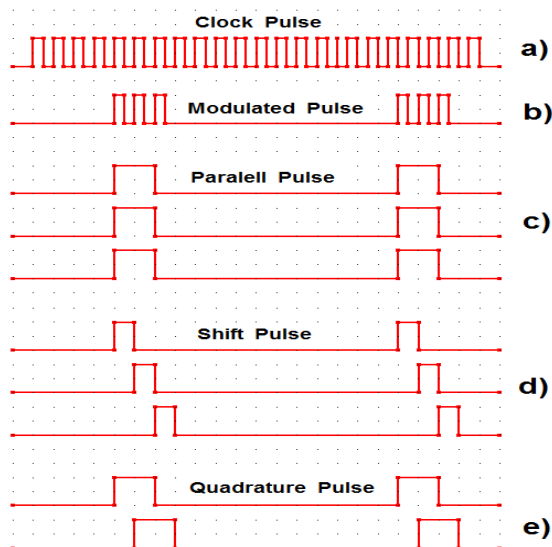 Clock Pulse
a)
Modulated Pulse
b)
Paralell Pulse
c)
Shift Pulse
d)
Quadrature Pulse
e)